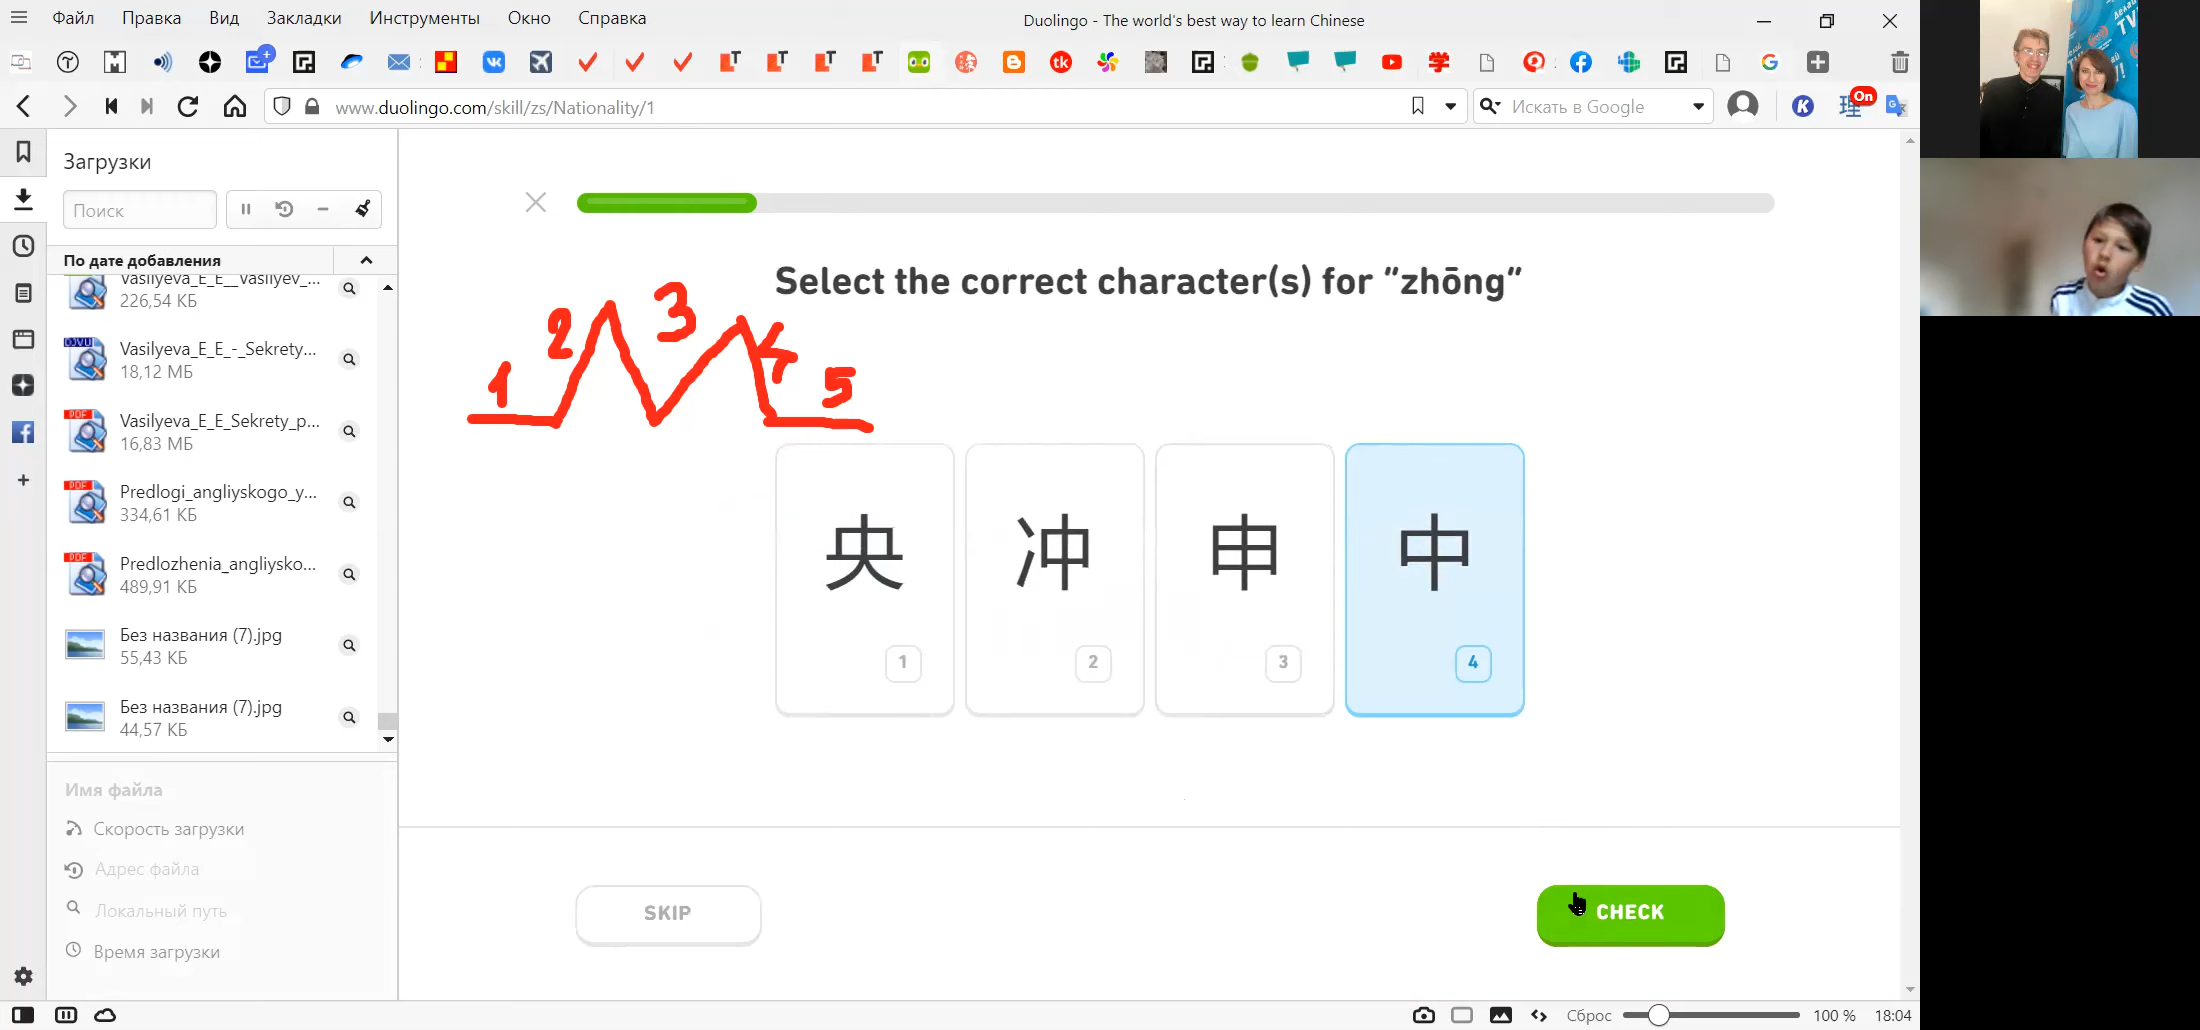 Файл Правка Вид Закладки Инструменты Окно Справка
Duolingo - The world's best way to learn Chinese
www.duolingo.com/skill/zs/Nationality/1
Искать в Google
On
Загрузки
Поиск
По дате добавления
Vasilyeva_E_E__Vasilyev_...
226,54 КБ
Vasilyeva_E_E_-_Sekrety...
18,12 МБ
Vasilyeva_E_E_Sekrety_p...
16,83 МБ
Predlogi_angliyskogo_y...
334,61 КБ
Predlozhenia_angliysko...
489,91 КБ
Без названия (7).jpg
55,43 КБ
Без названия (7).jpg
44,57 КБ
Имя файла
Скорость загрузки
Адрес файла
Локальный путь
Время загрузки
Select the correct character(s) for "zhōng"
1 2 3 4 5
央 冲 申 中
1 2 3 4
SKIP
CHECK
Сброс 100 % 18:04